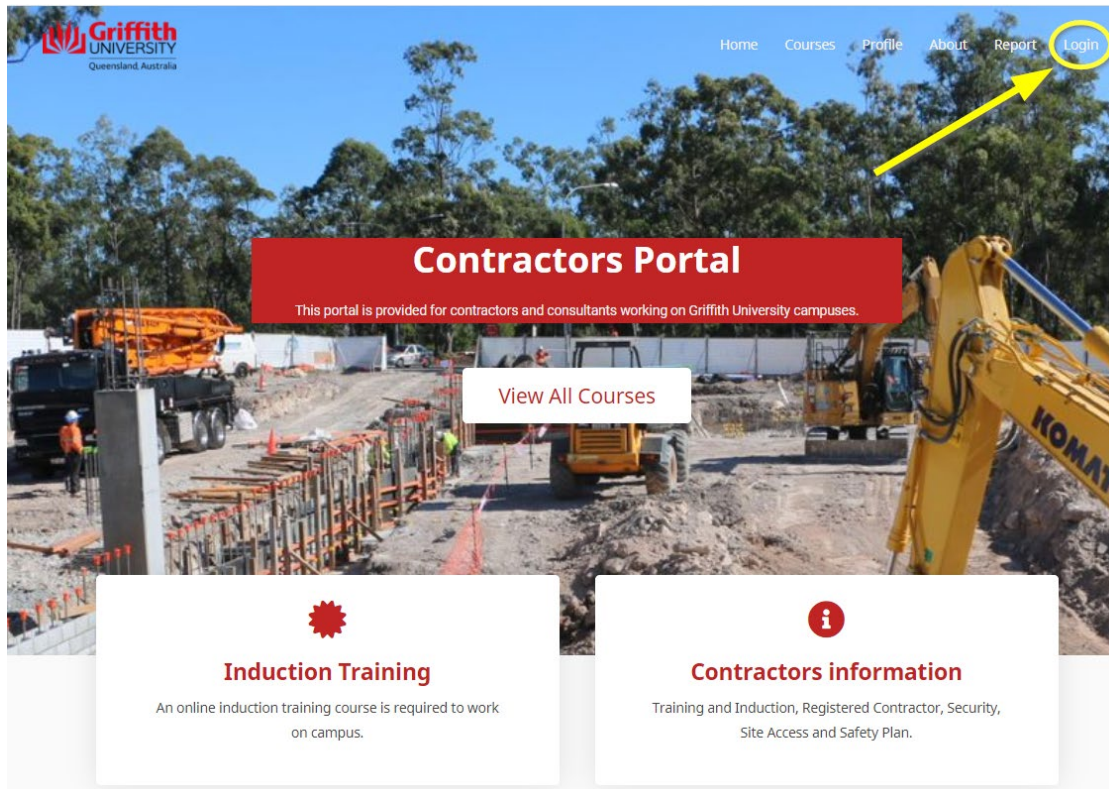 Griffith
UNIVERSITY
Queensland, Australia
Home Courses Profile About Report Login
Contractors Portal
This portal is provided for contractors and consultants working on Griffith University campuses.
View All Courses
KOMAT
Induction Training
An online induction training course is required to work
on campus.
Contractors information
Training and Induction, Registered Contractor, Security,
Site Access and Safety Plan.